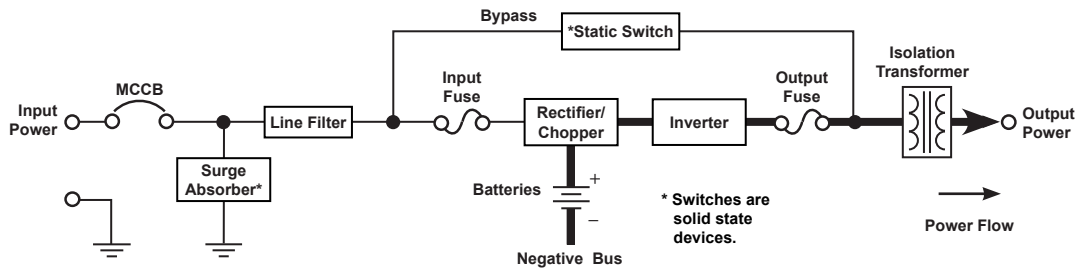 Bypass
*Static Switch
Isolation
Transformer
MCCB
Input
Fuse
Output
Fuse
Input
Power
Line Filter
Rectifier/
Chopper
Inverter
Output
Power
Surge
Absorber*
Batteries
+
–
* Switches are
solid state
devices.
Power Flow
Negative Bus